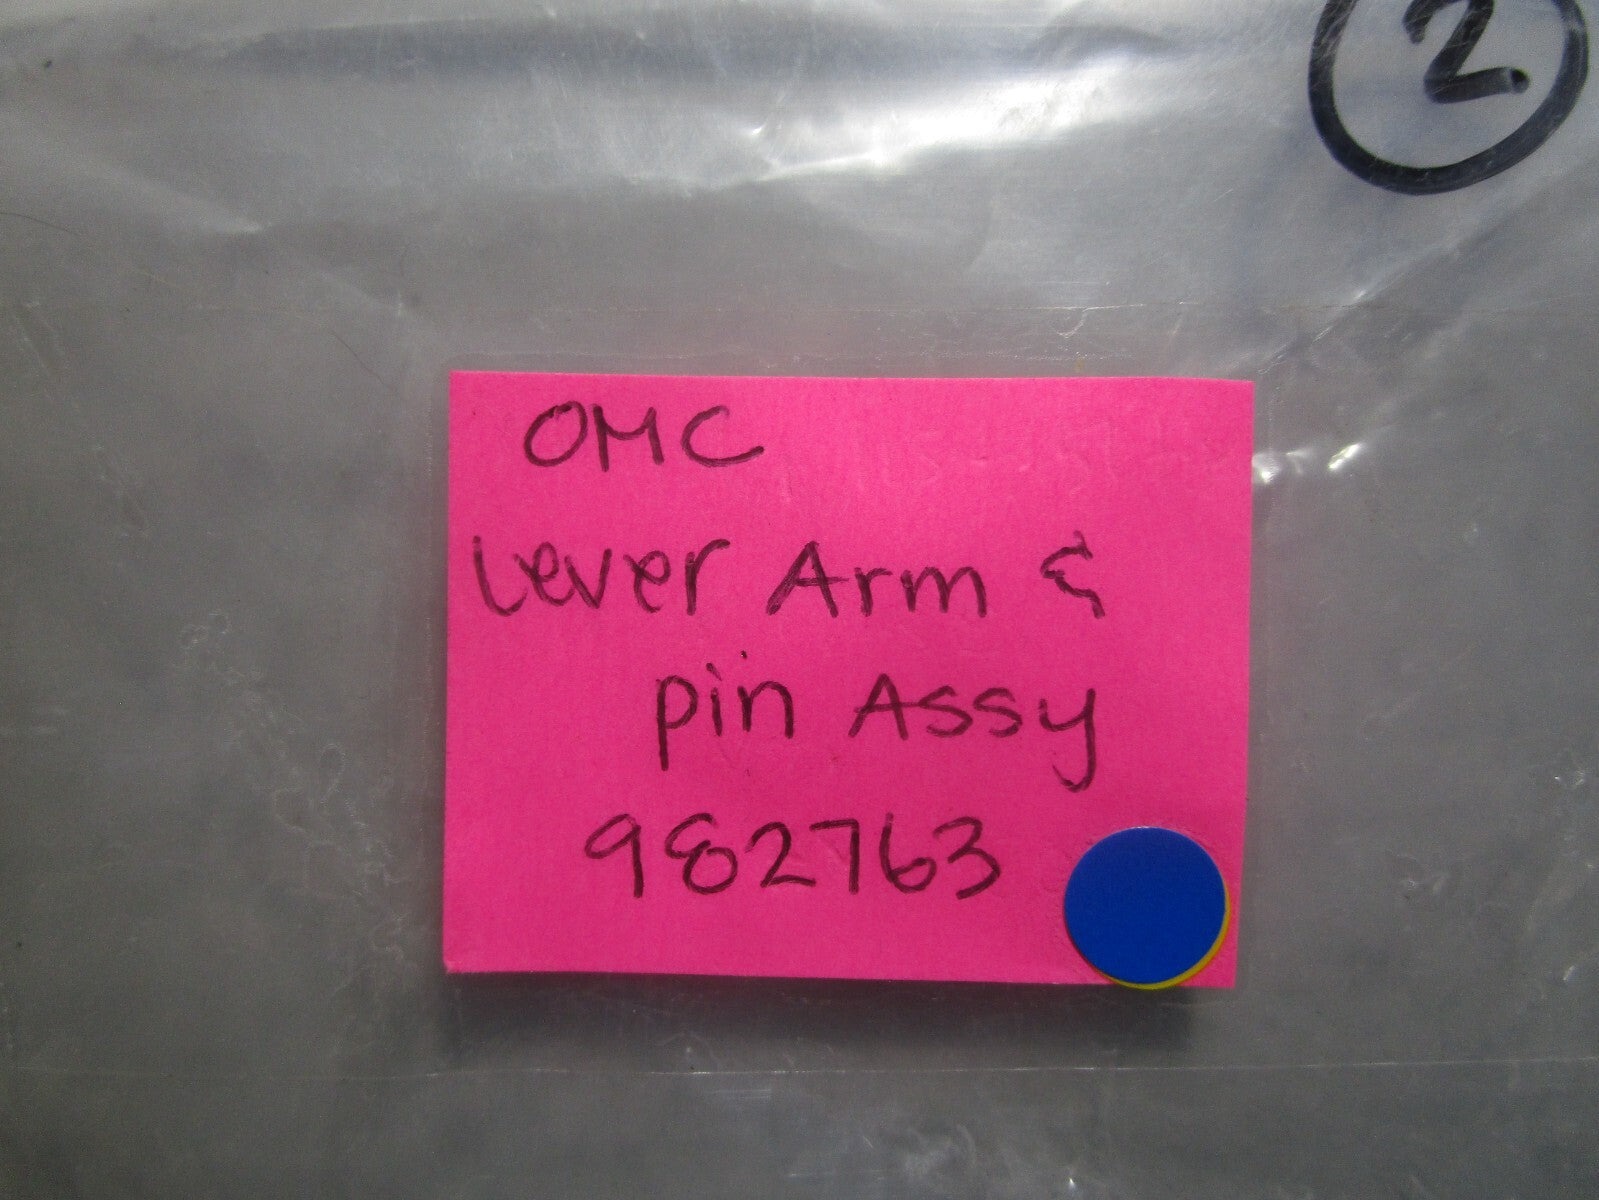 2
OMC
Lever Arm &
pin Assy
982763